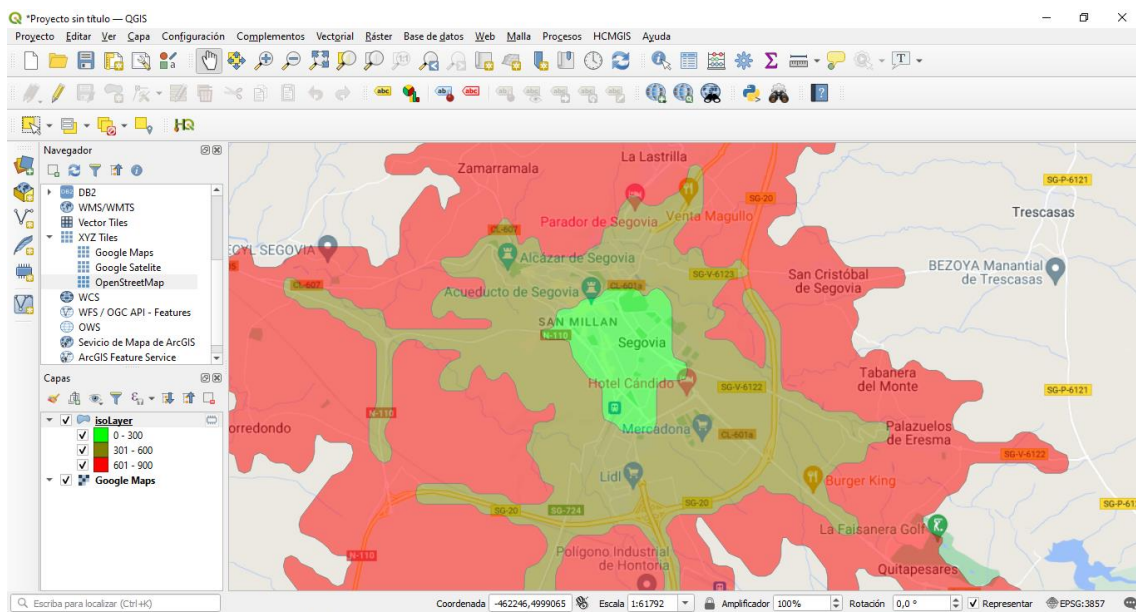 *Proyecto sin título — QGIS
Proyecto Editar Ver Capa Configuración Complementos Vectorial Ráster Base de datos Web Malla Procesos HCMGIS Ayuda
Navegador
DB2
WMS/WMTS
Vector Tiles
XYZ Tiles
Google Maps
Google Satelite
OpenStreetMap
WCS
WFS / OGC API - Features
OWS
Sevicio de Mapa de ArcGIS
ArcGIS Feature Service
Capas
isoLayer
0 - 300
301 - 600
601 - 900
Google Maps
La Lastrilla
Zamarramala
SG-P-6121
SG-20
Trescasas
Parador de Segovia
Venta Magullo
CL-607
SEGOVIA
Alcázar de Segovia
BEZOYA Manantial
de Trescasas
SG-V-6123
San Cristóbal
de Segovia
CL-607
Acueducto de Segovia
CL-601a
SAN MILLAN
N-110
Segovia
Tabanera
del Monte
Hotel Cándido
SG-V-6122
SG-P-6121
N-110
orredondo
Mercadona
CL-601a
Palazuelos
de Eresma
SG-V-6122
Lidl
Burger King
SG-20
SG-724
SG-20
SG-P-61
La Faisanera Golf
N-110
Polígono Industrial
de Hontoria
Quitapesares
Escriba para localizar (Ctrl+K)
Coordenada -462246,4999065 Escala 1:61792 Amplificador 100% Rotación 0,0 ° Representar EPSG:3857